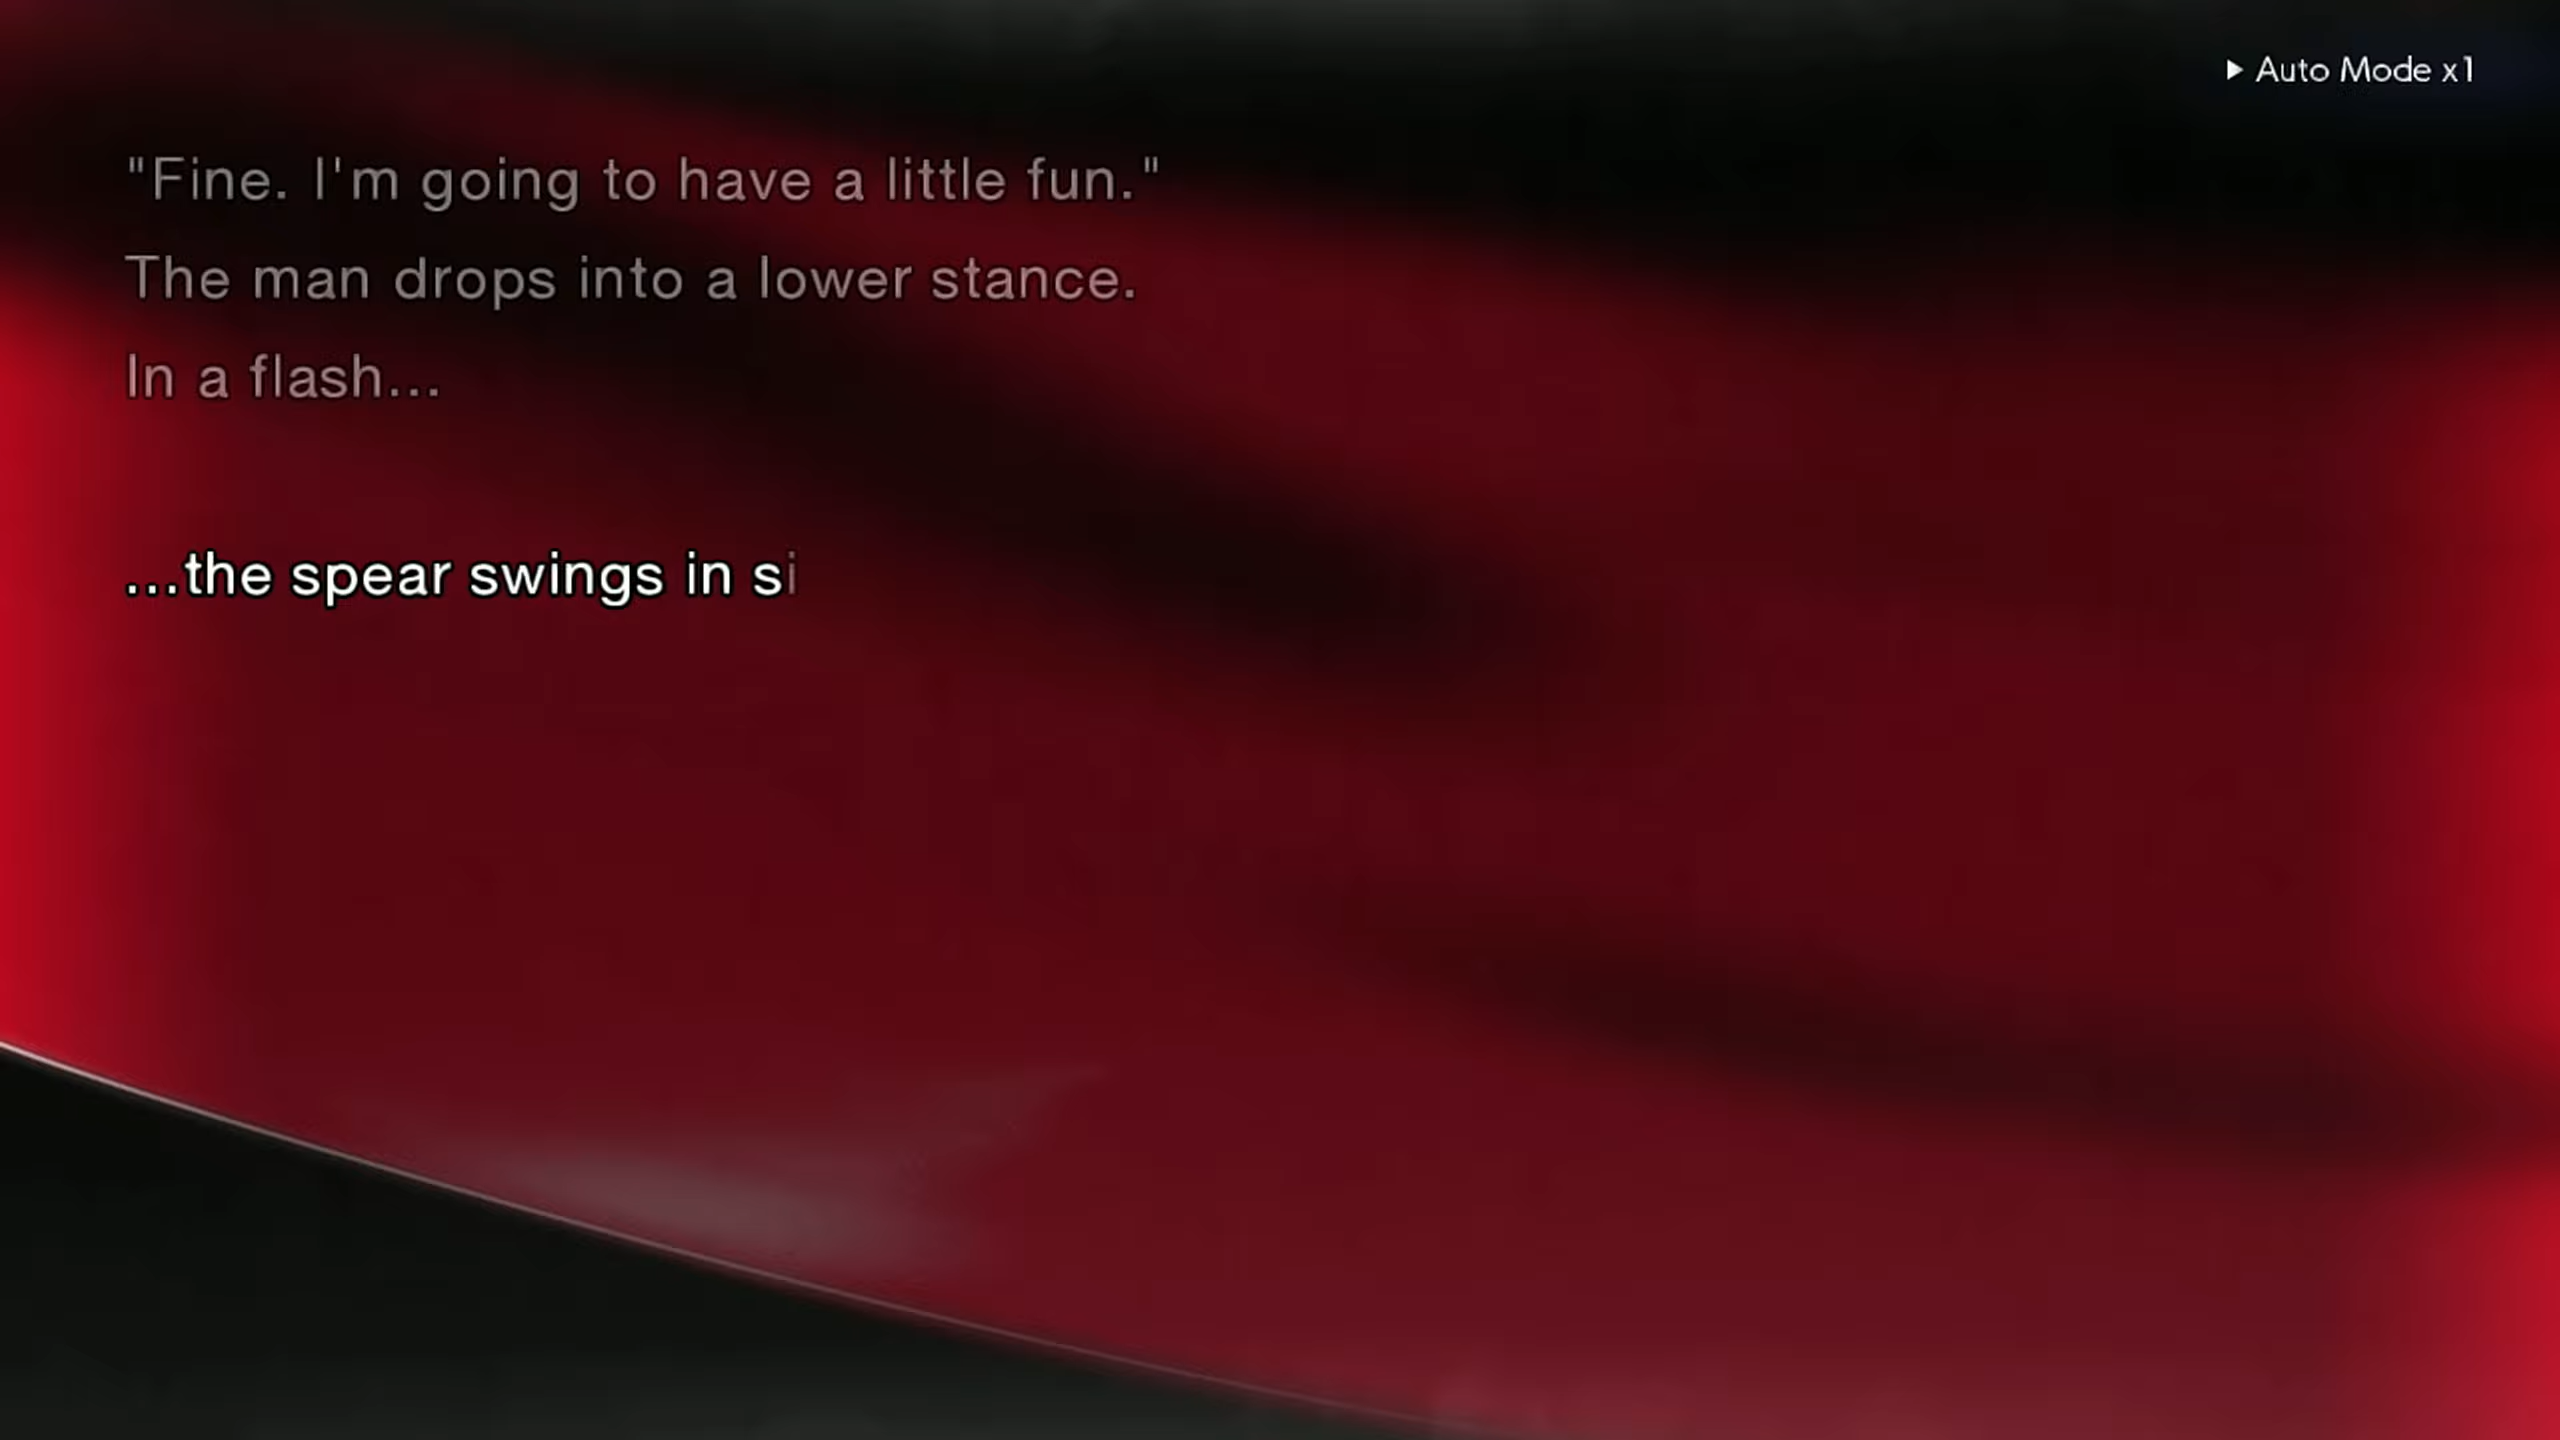 Auto Mode x1
"Fine. I'm going to have a little fun."
The man drops into a lower stance.
In a flash...
...the spear swings in si